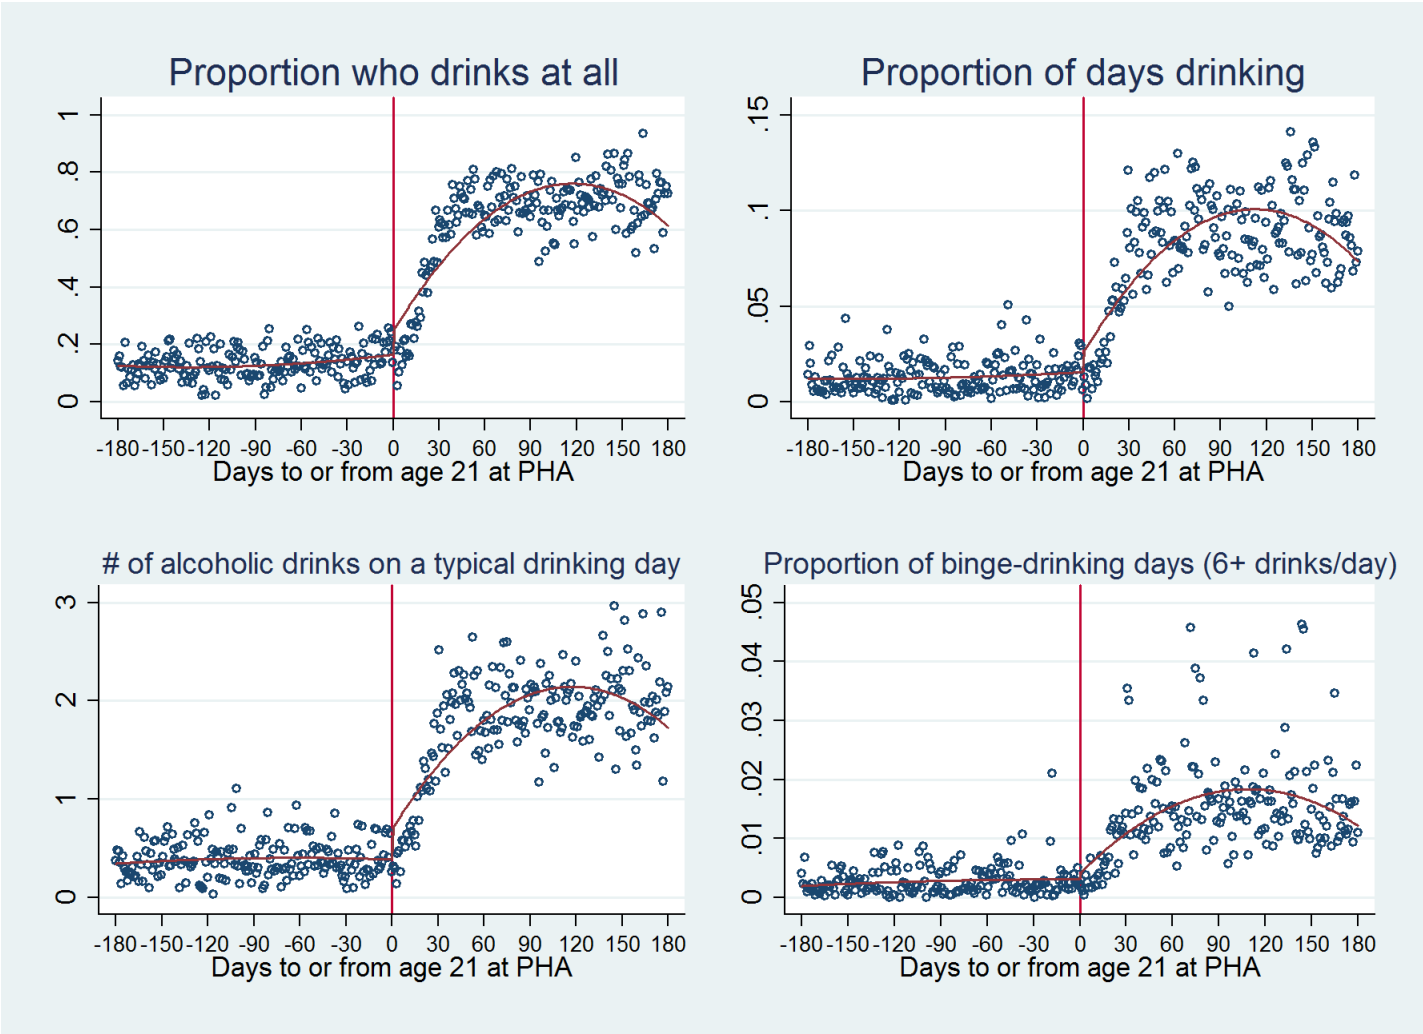 Proportion who drinks at all
1
.8
.6
.4
.2
0
-180 -150 -120 -90 -60 -30 0 30 60 90 120 150 180
Days to or from age 21 at PHA
Proportion of days drinking
.15
.1
.05
0
-180 -150 -120 -90 -60 -30 0 30 60 90 120 150 180
Days to or from age 21 at PHA
# of alcoholic drinks on a typical drinking day
3
2
1
0
-180 -150 -120 -90 -60 -30 0 30 60 90 120 150 180
Days to or from age 21 at PHA
Proportion of binge-drinking days (6+ drinks/day)
.05
.04
.03
.02
.01
0
-180 -150 -120 -90 -60 -30 0 30 60 90 120 150 180
Days to or from age 21 at PHA